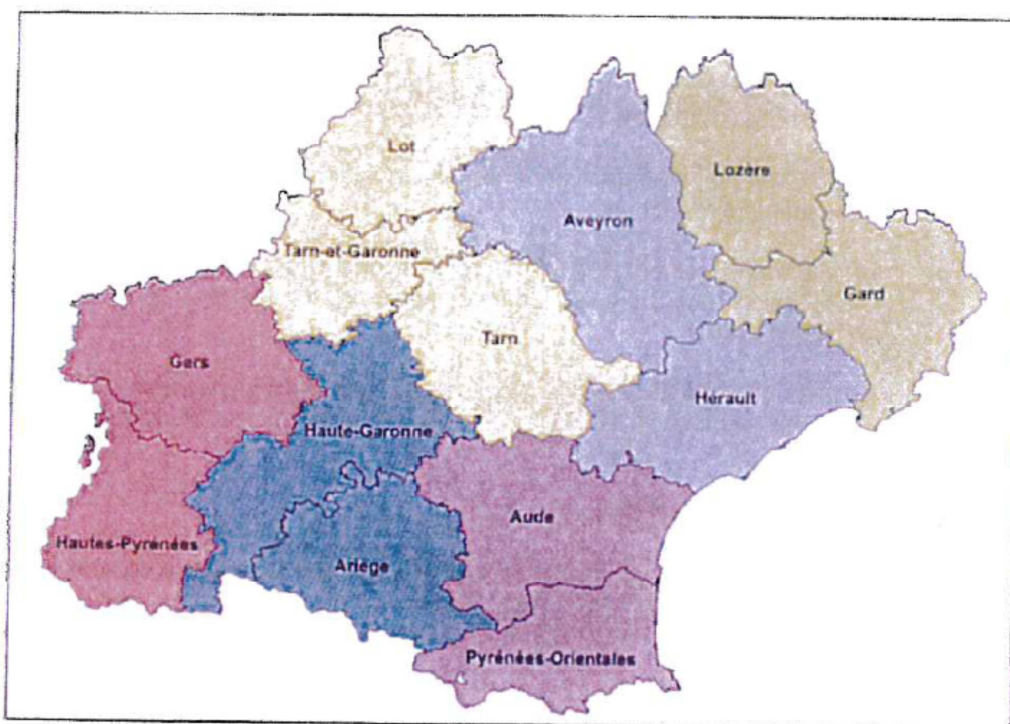 Lot
Lozère
Aveyron
Tarn-et-Garonne
Gard
Tarn
Gers
Hérault
Haute-Garonne
Aude
Hautes-Pyrénées
Ariège
Pyrénées-Orientales